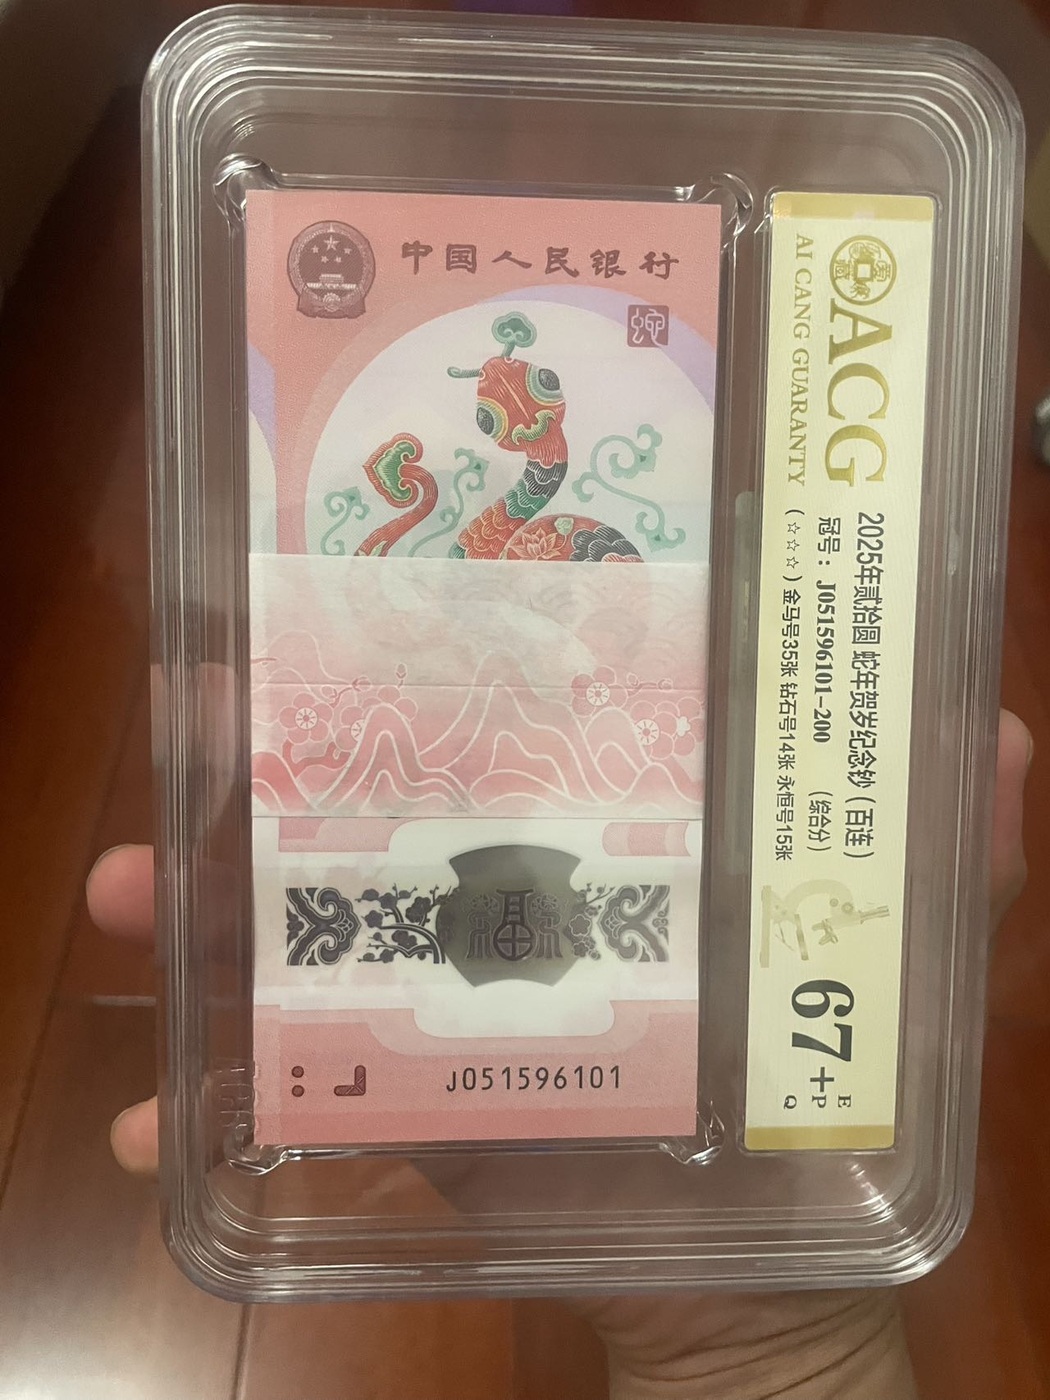 中国人民银行
蛇
J051596101
ACG
AI CANG GUARANTY
2025年贰拾圆 蛇年贺岁纪念钞（百连）
冠号：J051596101-200 （综合分）
（☆☆☆）金马号35张 钻石号14张 永恒号15张
67+
E
P
Q